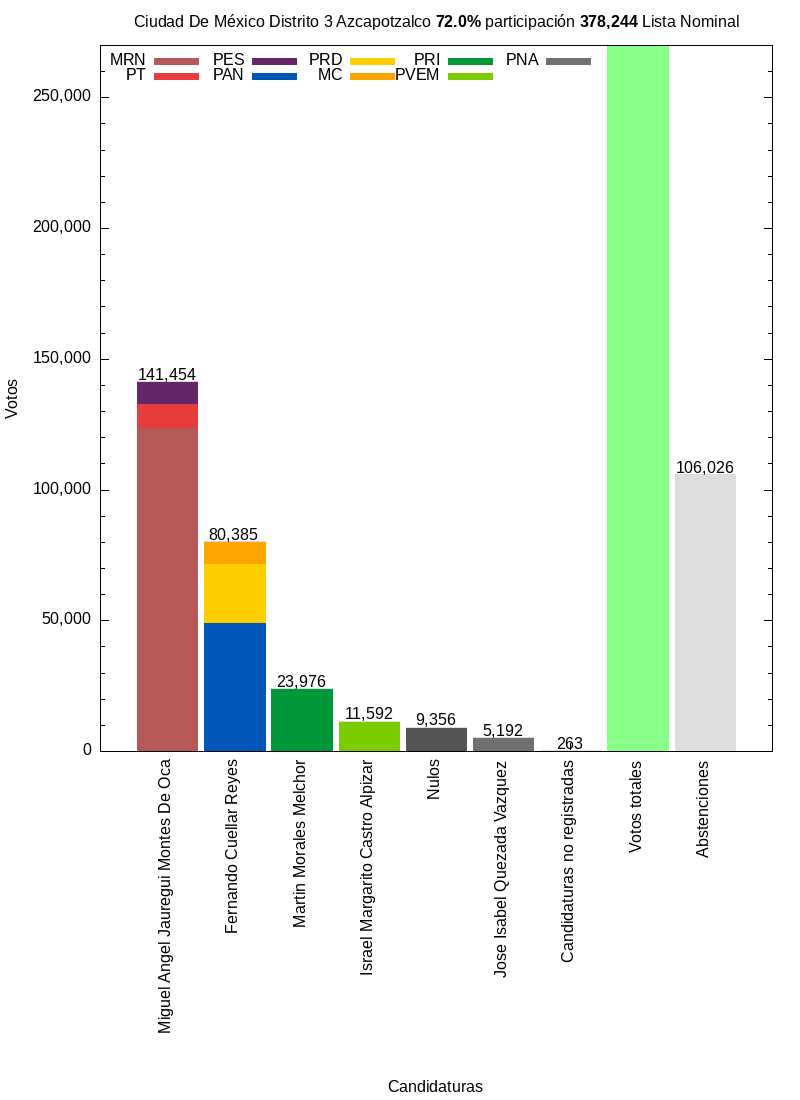 Ciudad De México Distrito 3 Azcapotzalco 72.0% participación 378,244 Lista Nominal
MRN PES PRD PRI PNA
PT PAN MC PVEM
250,000
200,000
150,000
100,000
50,000
0
Votos
141,454
80,385
23,976
11,592
9,356
5,192
263
106,026
Miguel Angel Jauregui Montes De Oca
Fernando Cuellar Reyes
Martin Morales Melchor
Israel Margarito Castro Alpizar
Nulos
Jose Isabel Quezada Vazquez
Candidaturas no registradas
Votos totales
Abstenciones
Candidaturas